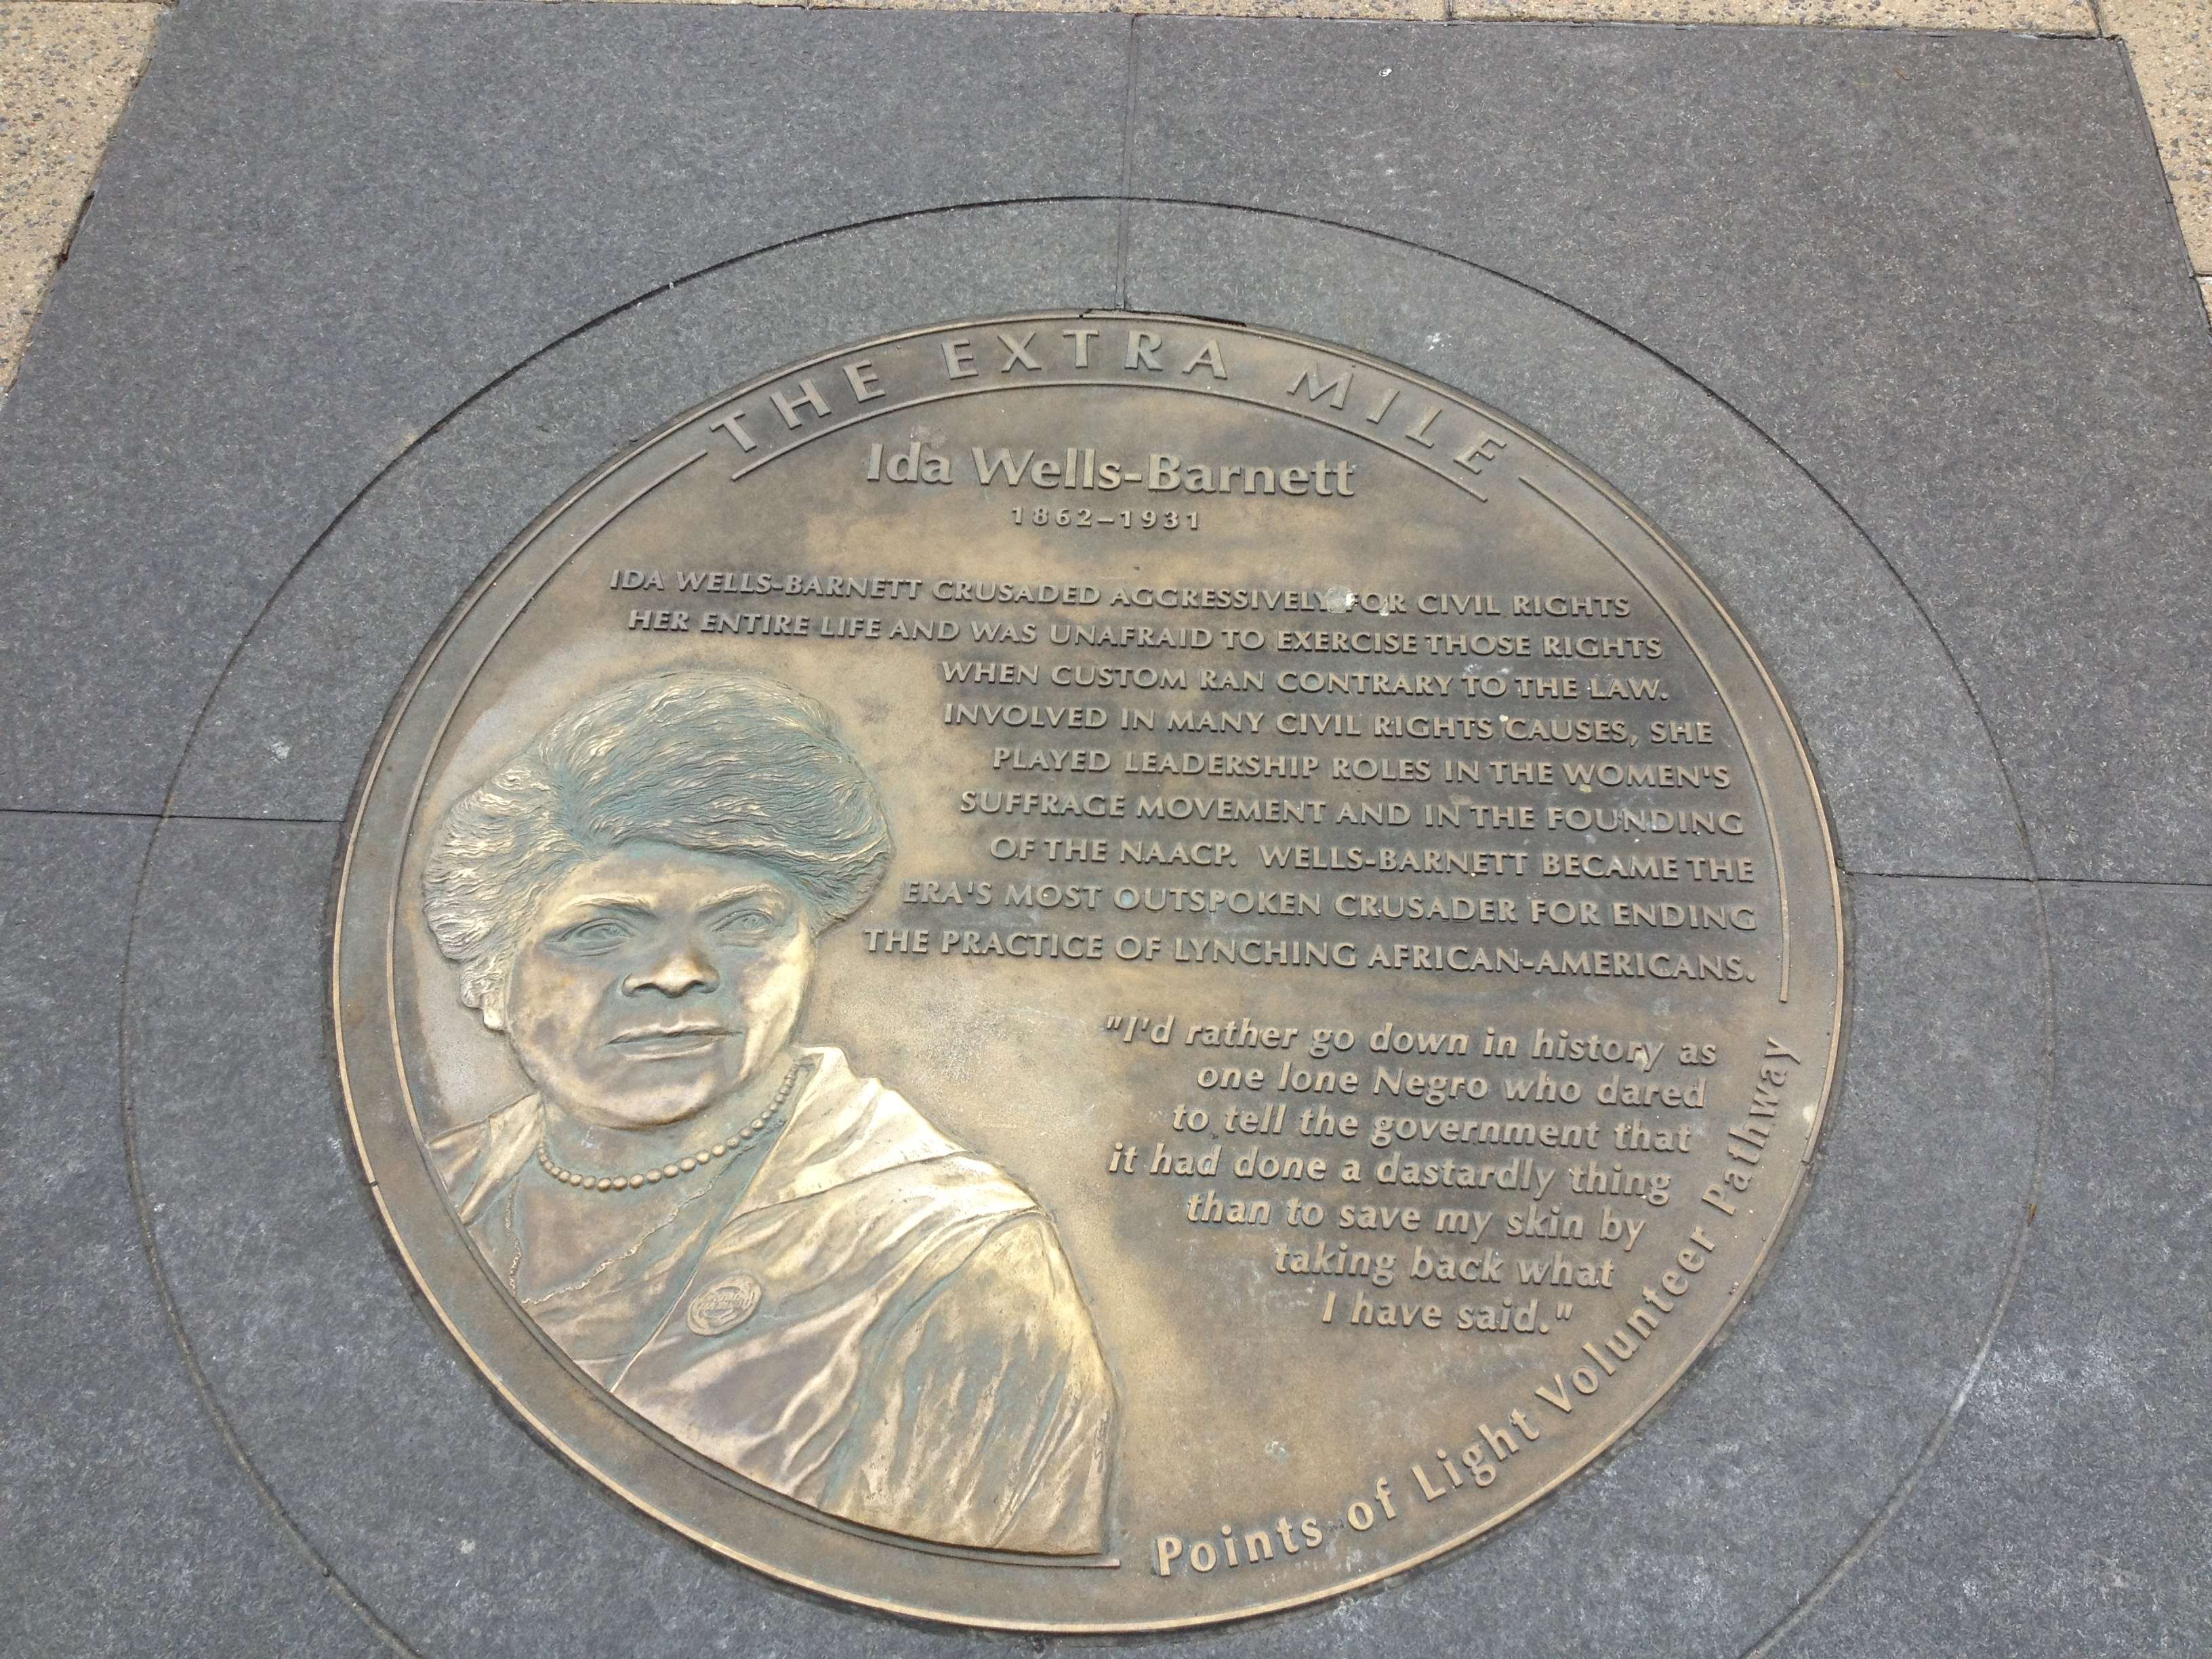 THE EXTRA MILE
Ida Wells-Barnett
1862–1931
IDA WELLS-BARNETT CRUSADED AGGRESSIVELY FOR CIVIL RIGHTS
HER ENTIRE LIFE AND WAS UNAFRAID TO EXERCISE THOSE RIGHTS
WHEN CUSTOM RAN CONTRARY TO THE LAW.
INVOLVED IN MANY CIVIL RIGHTS CAUSES, SHE
PLAYED LEADERSHIP ROLES IN THE WOMEN'S
SUFFRAGE MOVEMENT AND IN THE FOUNDING
OF THE NAACP. WELLS-BARNETT BECAME THE
ERA'S MOST OUTSPOKEN CRUSADER FOR ENDING
THE PRACTICE OF LYNCHING AFRICAN-AMERICANS.
"I'd rather go down in history as
one lone Negro who dared
to tell the government that
it had done a dastardly thing
than to save my skin by
taking back what
I have said."
Points of Light Volunteer Pathway